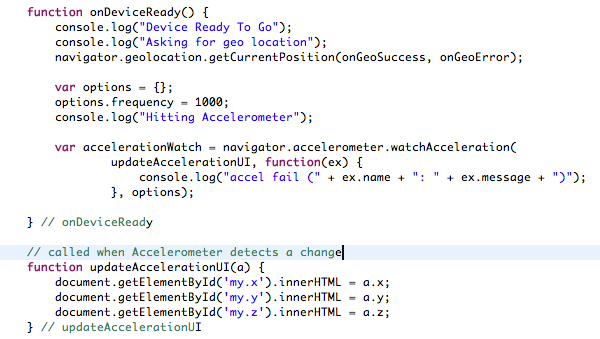 function onDeviceReady() {
    console.log("Device Ready To Go");
    console.log("Asking for geo location");
    navigator.geolocation.getCurrentPosition(onGeoSuccess, onGeoError);

    var options = {};
    options.frequency = 1000;
    console.log("Hitting Accelerometer");

    var accelerationWatch = navigator.accelerometer.watchAcceleration(
            updateAccelerationUI, function(ex) {
                console.log("accel fail (" + ex.name + ": " + ex.message + ")");
            }, options);

} // onDeviceReady

// called when Accelerometer detects a change
function updateAccelerationUI(a) {
    document.getElementById('my.x').innerHTML = a.x;
    document.getElementById('my.y').innerHTML = a.y;
    document.getElementById('my.z').innerHTML = a.z;
} // updateAccelerationUI